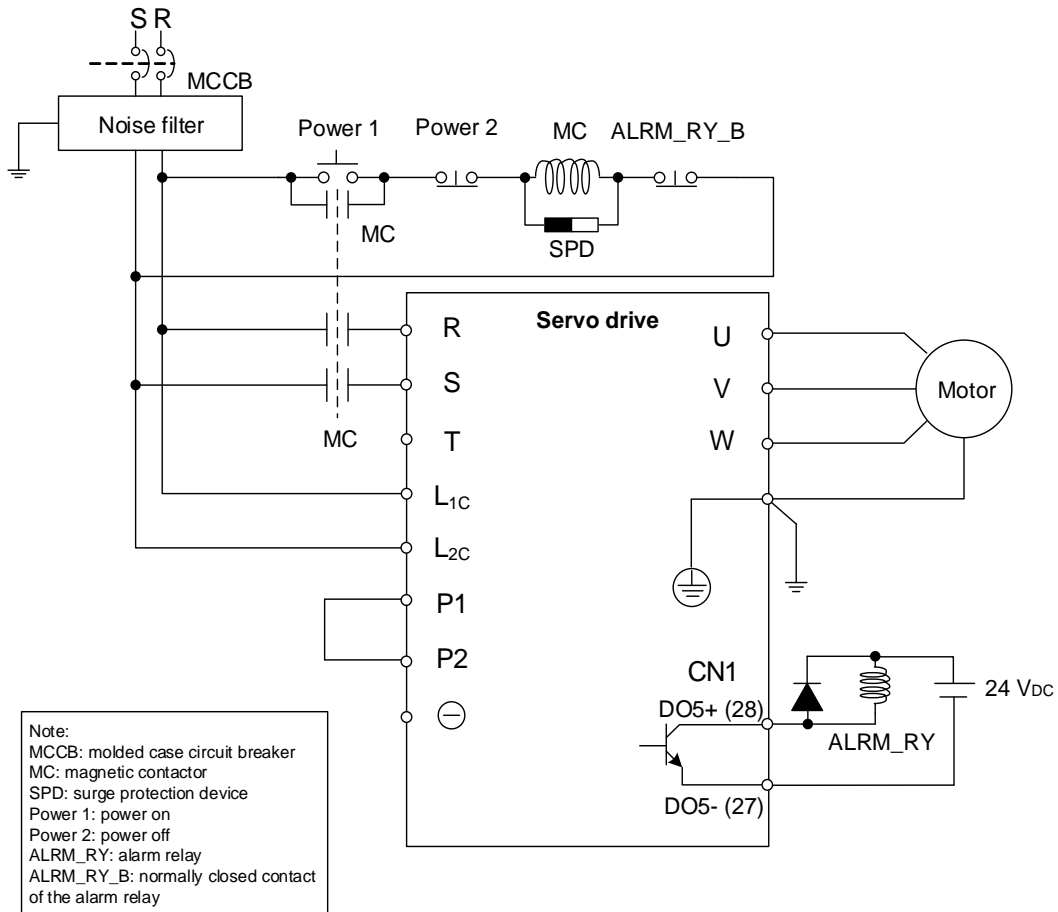 S R
MCCB
Noise filter
Power 1
Power 2
MC
ALRM_RY_B
MC
SPD
Servo drive
R
S
T
MC
L1C
L2C
P1
P2
U
V
W
Motor
CN1
DO5+ (28)
DO5- (27)
ALRM_RY
24 VDC
Note:
MCCB: molded case circuit breaker
MC: magnetic contactor
SPD: surge protection device
Power 1: power on
Power 2: power off
ALRM_RY: alarm relay
ALRM_RY_B: normally closed contact
of the alarm relay